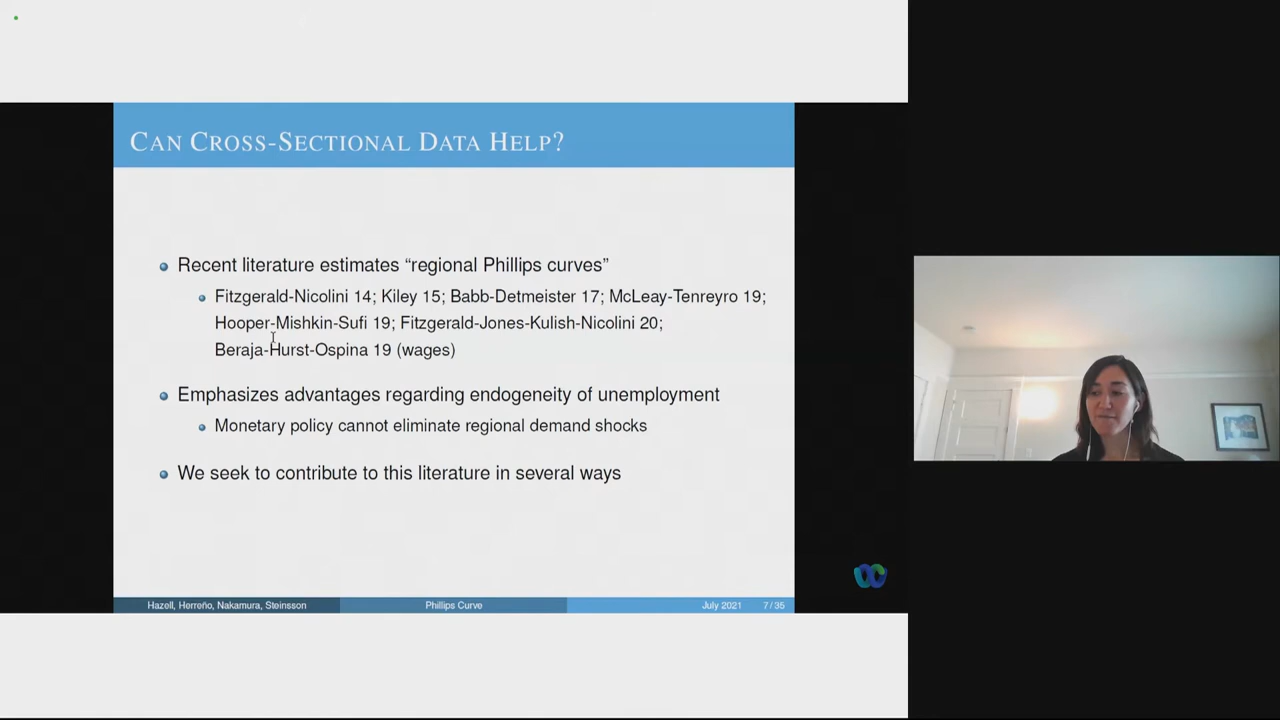 CAN CROSS-SECTIONAL DATA HELP?
Recent literature estimates “regional Phillips curves”
Fitzgerald-Nicolini 14; Kiley 15; Babb-Detmeister 17; McLeay-Tenreyro 19;
Hooper-Mishkin-Sufi 19; Fitzgerald-Jones-Kulish-Nicolini 20;
Beraja-Hurst-Ospina 19 (wages)
Emphasizes advantages regarding endogeneity of unemployment
Monetary policy cannot eliminate regional demand shocks
We seek to contribute to this literature in several ways
Hazell, Herreño, Nakamura, Steinsson
Phillips Curve
July 2021
7 / 35